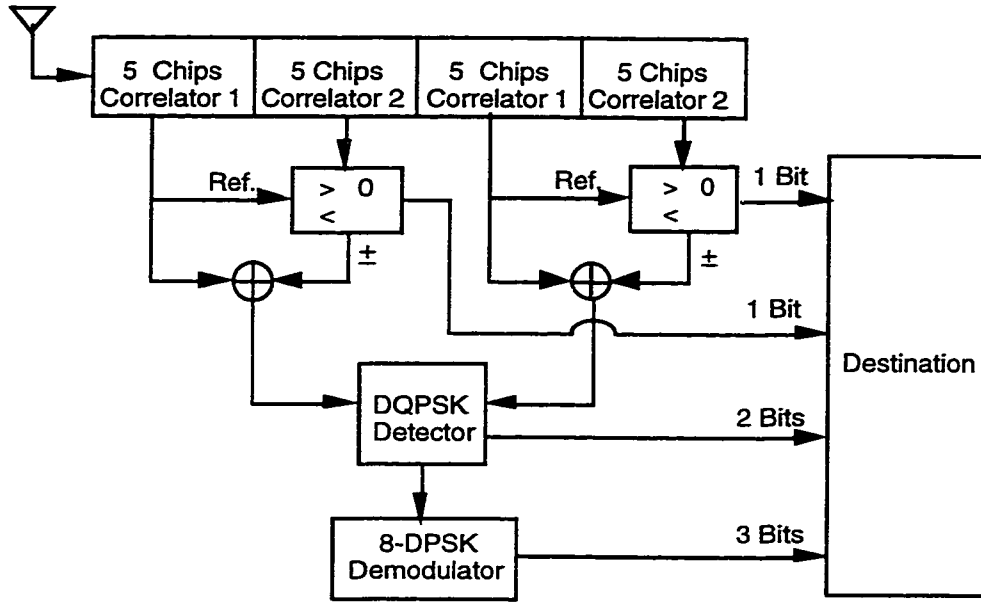 5 Chips
Correlator 1
5 Chips
Correlator 2
5 Chips
Correlator 1
5 Chips
Correlator 2
Ref.
> 0
<
±
Ref.
> 0
<
±
1 Bit
1 Bit
Destination
DQPSK
Detector
2 Bits
8-DPSK
Demodulator
3 Bits